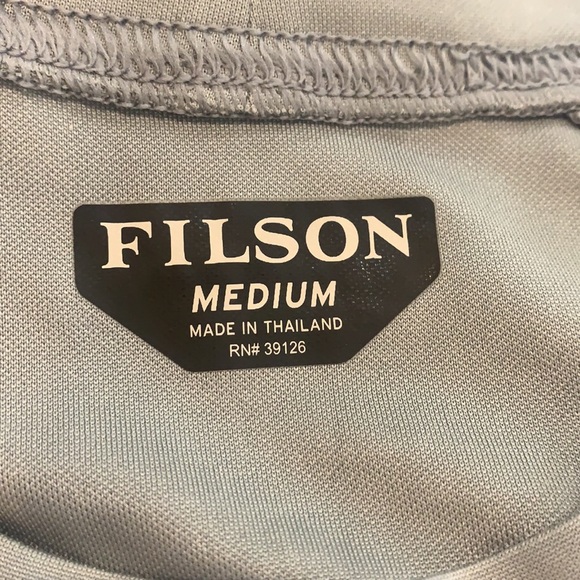 FILSON
MEDIUM
MADE IN THAILAND
RN# 39126